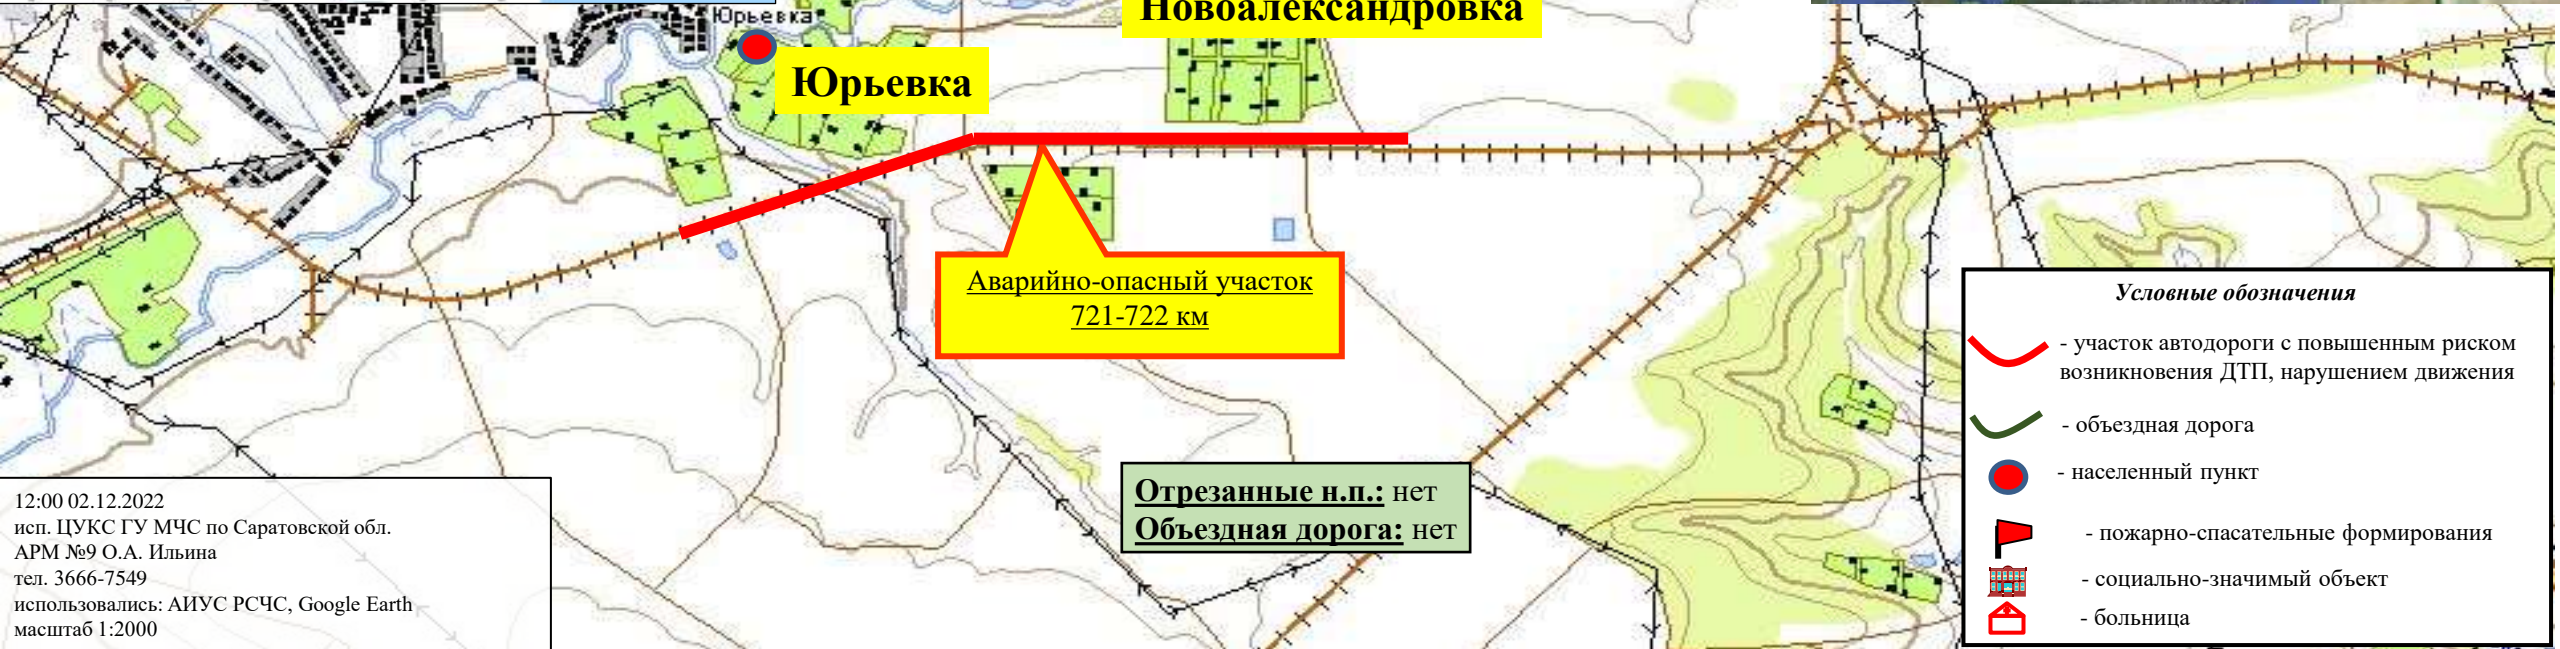 Юрьевка
Новоалександровка
Юрьевка
Аварийно-опасный участок
721-722 км
Отрезанные н.п.: нет
Объездная дорога: нет
12:00 02.12.2022
исп. ЦУКС ГУ МЧС по Саратовской обл.
АРМ №9 О.А. Ильина
тел. 3666-7549
использовались: АИУС РСЧС, Google Earth
масштаб 1:2000
Условные обозначения
- участок автодороги с повышенным риском
возникновения ДТП, нарушением движения
- объездная дорога
- населенный пункт
- пожарно-спасательные формирования
- социально-значимый объект
- больница